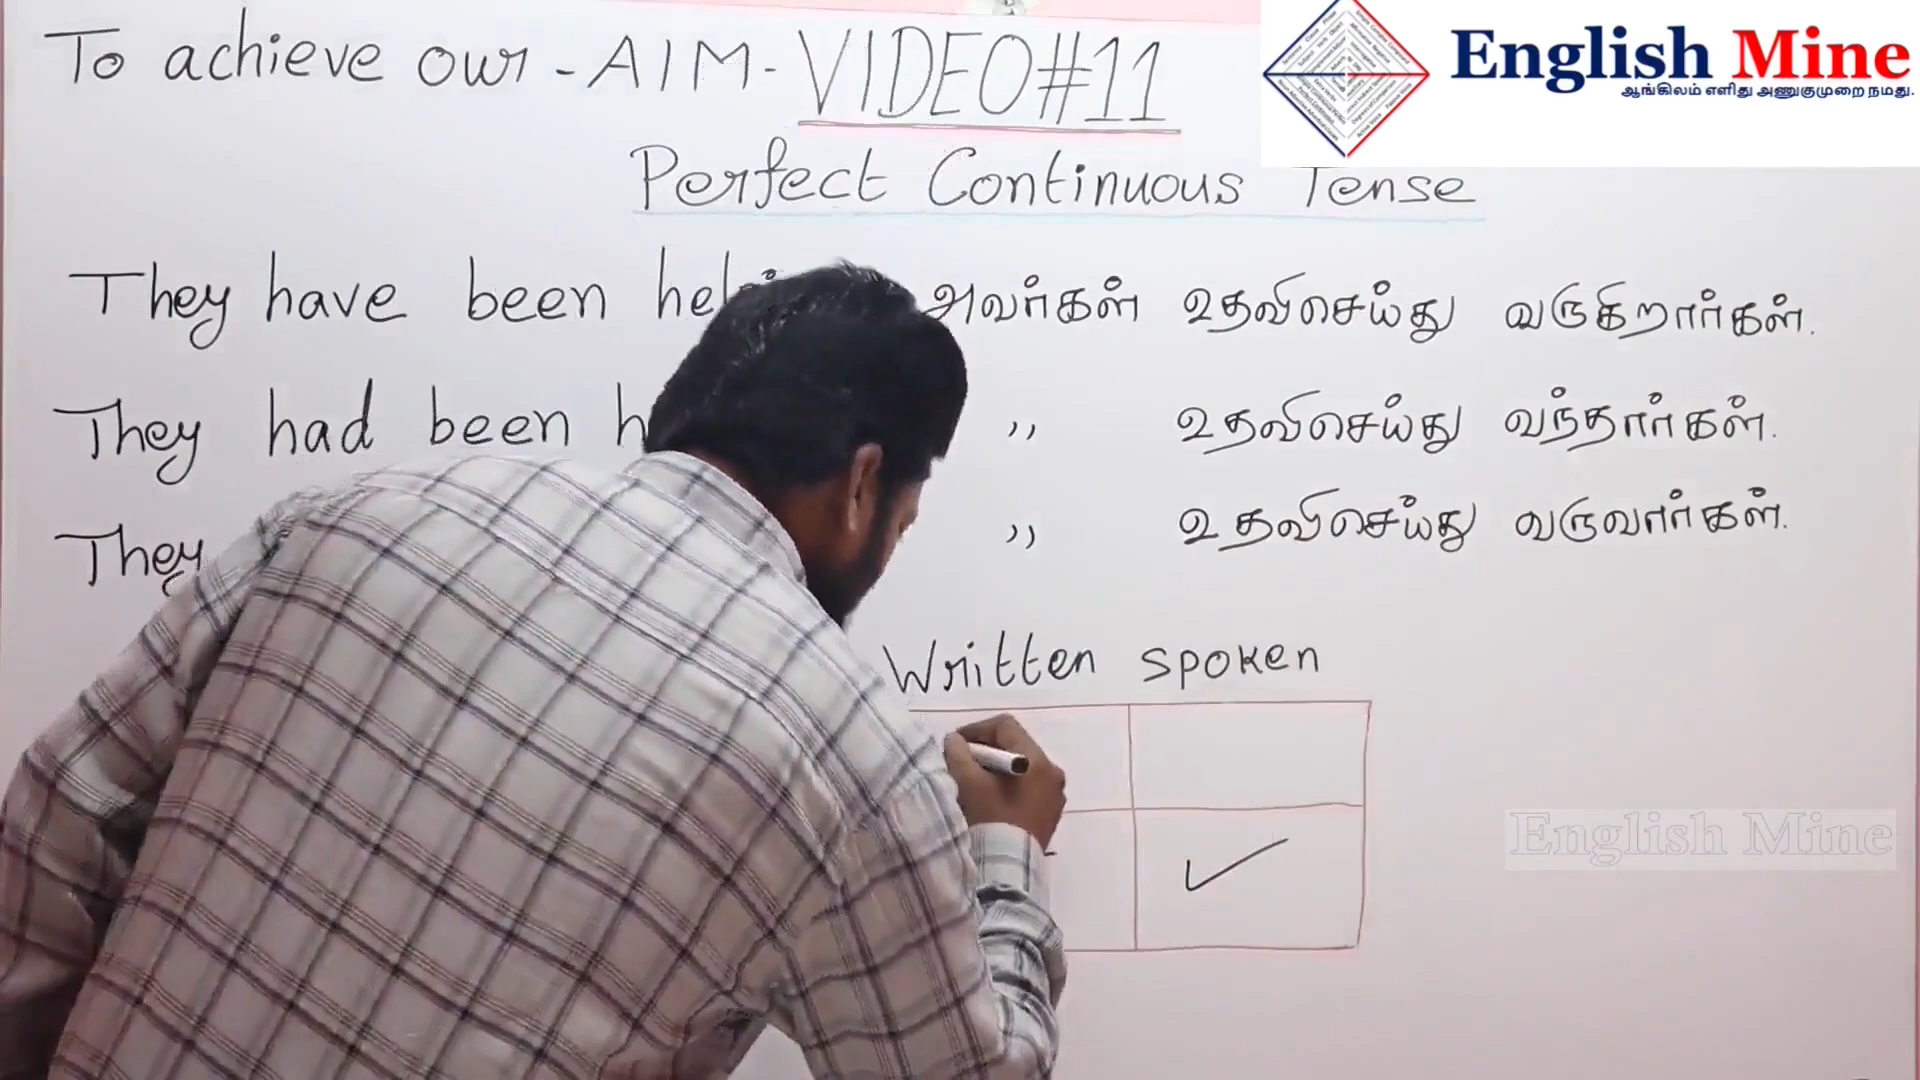 To achieve our - AIM - VIDEO#11
English Mine
ஆங்கிலம் எளிது அணுகுமுறை நமது.
Perfect Continuous Tense
They have been அவர்கள் உதவிசெய்து வருகிறார்கள்.
They had been ,, உதவிசெய்து வந்தார்கள்.
They ,, உதவிசெய்து வருவார்கள்.
Written spoken
English Mine